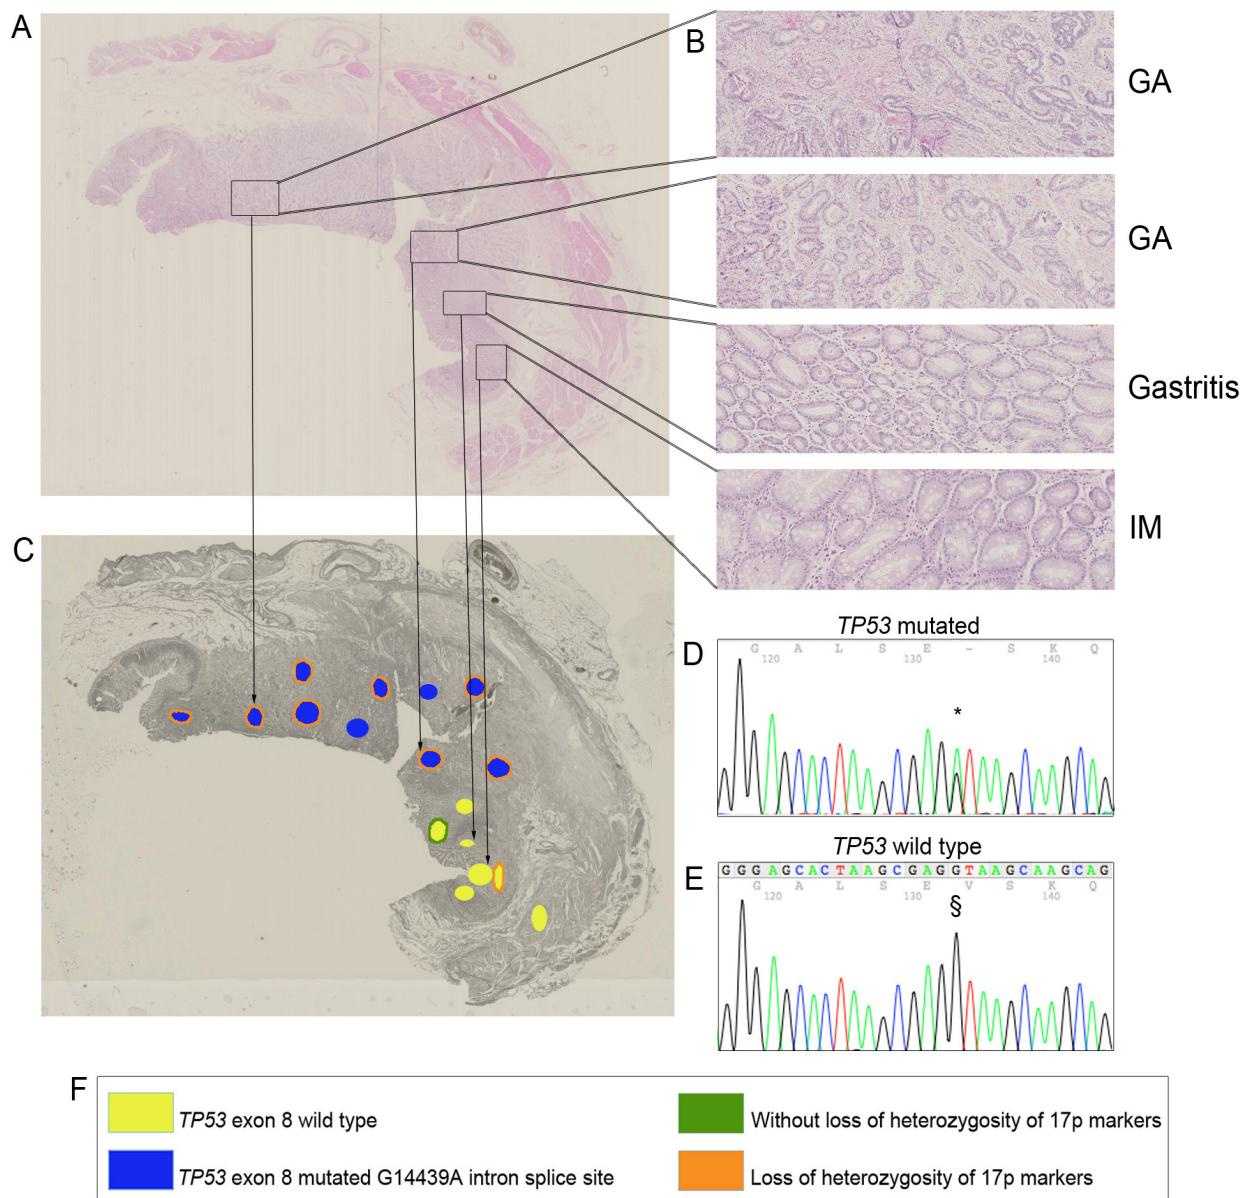 A
B
GA
GA
Gastritis
IM
C
TP53 mutated
D
G A L S E – S K Q
120 130 140
*
TP53 wild type
E
GGGAGCACTAAGCGAGGTAAGCAAGCAG
G A L S E V S K Q
120 130 140
§
F
TP53 exon 8 wild type
Without loss of heterozygosity of 17p markers
TP53 exon 8 mutated G14439A intron splice site
Loss of heterozygosity of 17p markers